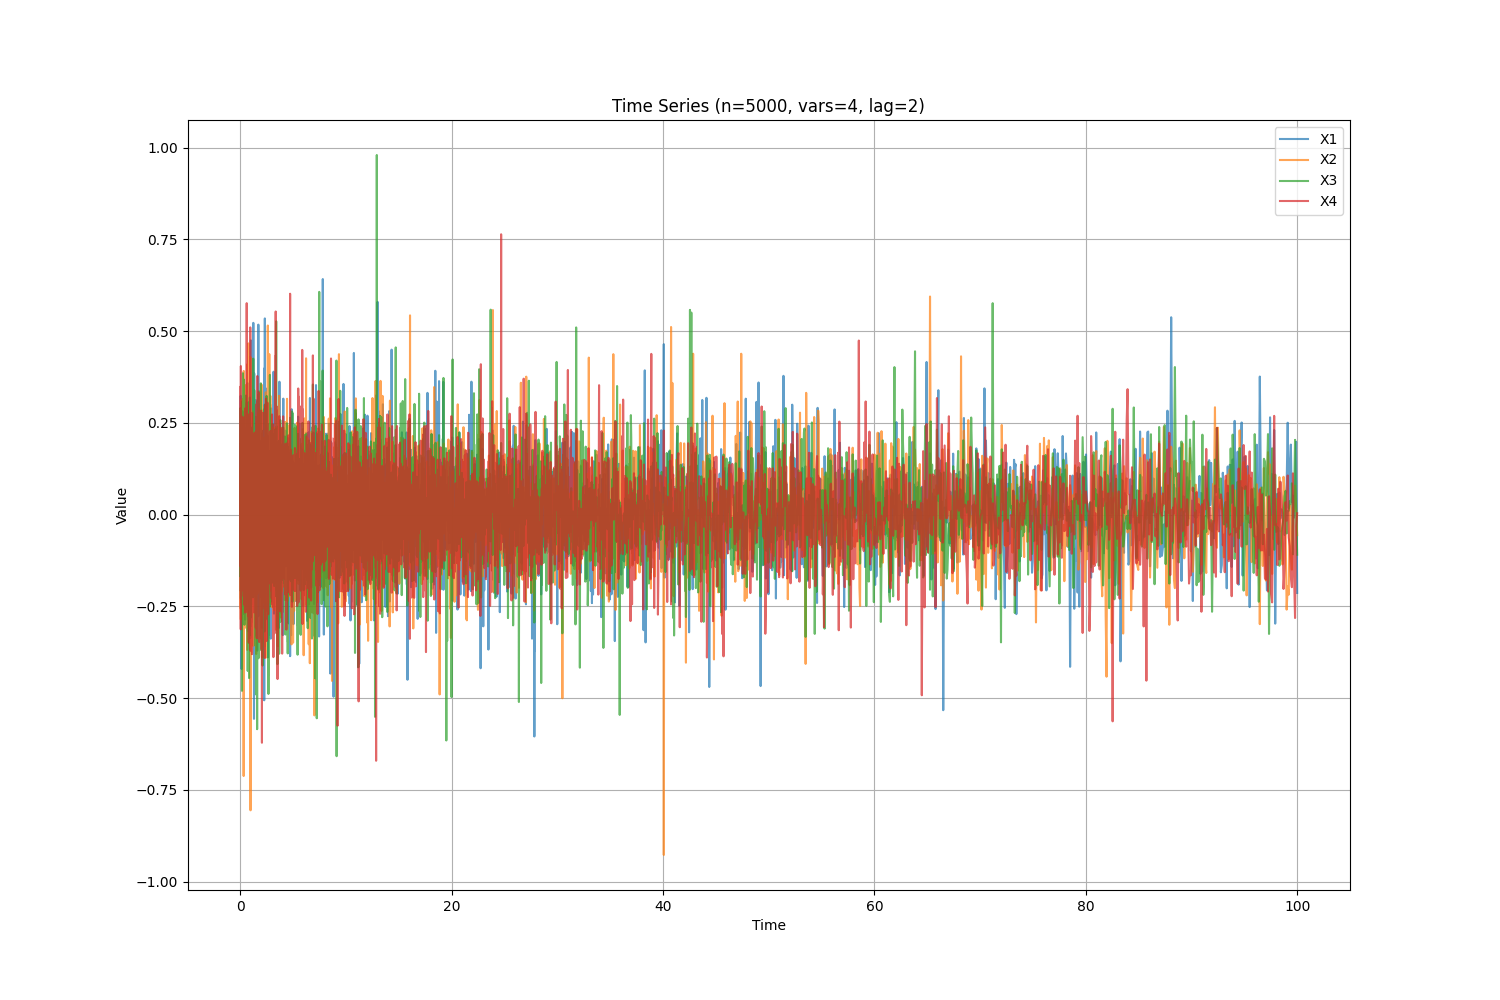 Time Series (n=5000, vars=4, lag=2)
X1
X2
X3
X4
1.00
0.75
0.50
0.25
0.00
−0.25
−0.50
−0.75
−1.00
Value
0 20 40 60 80 100
Time